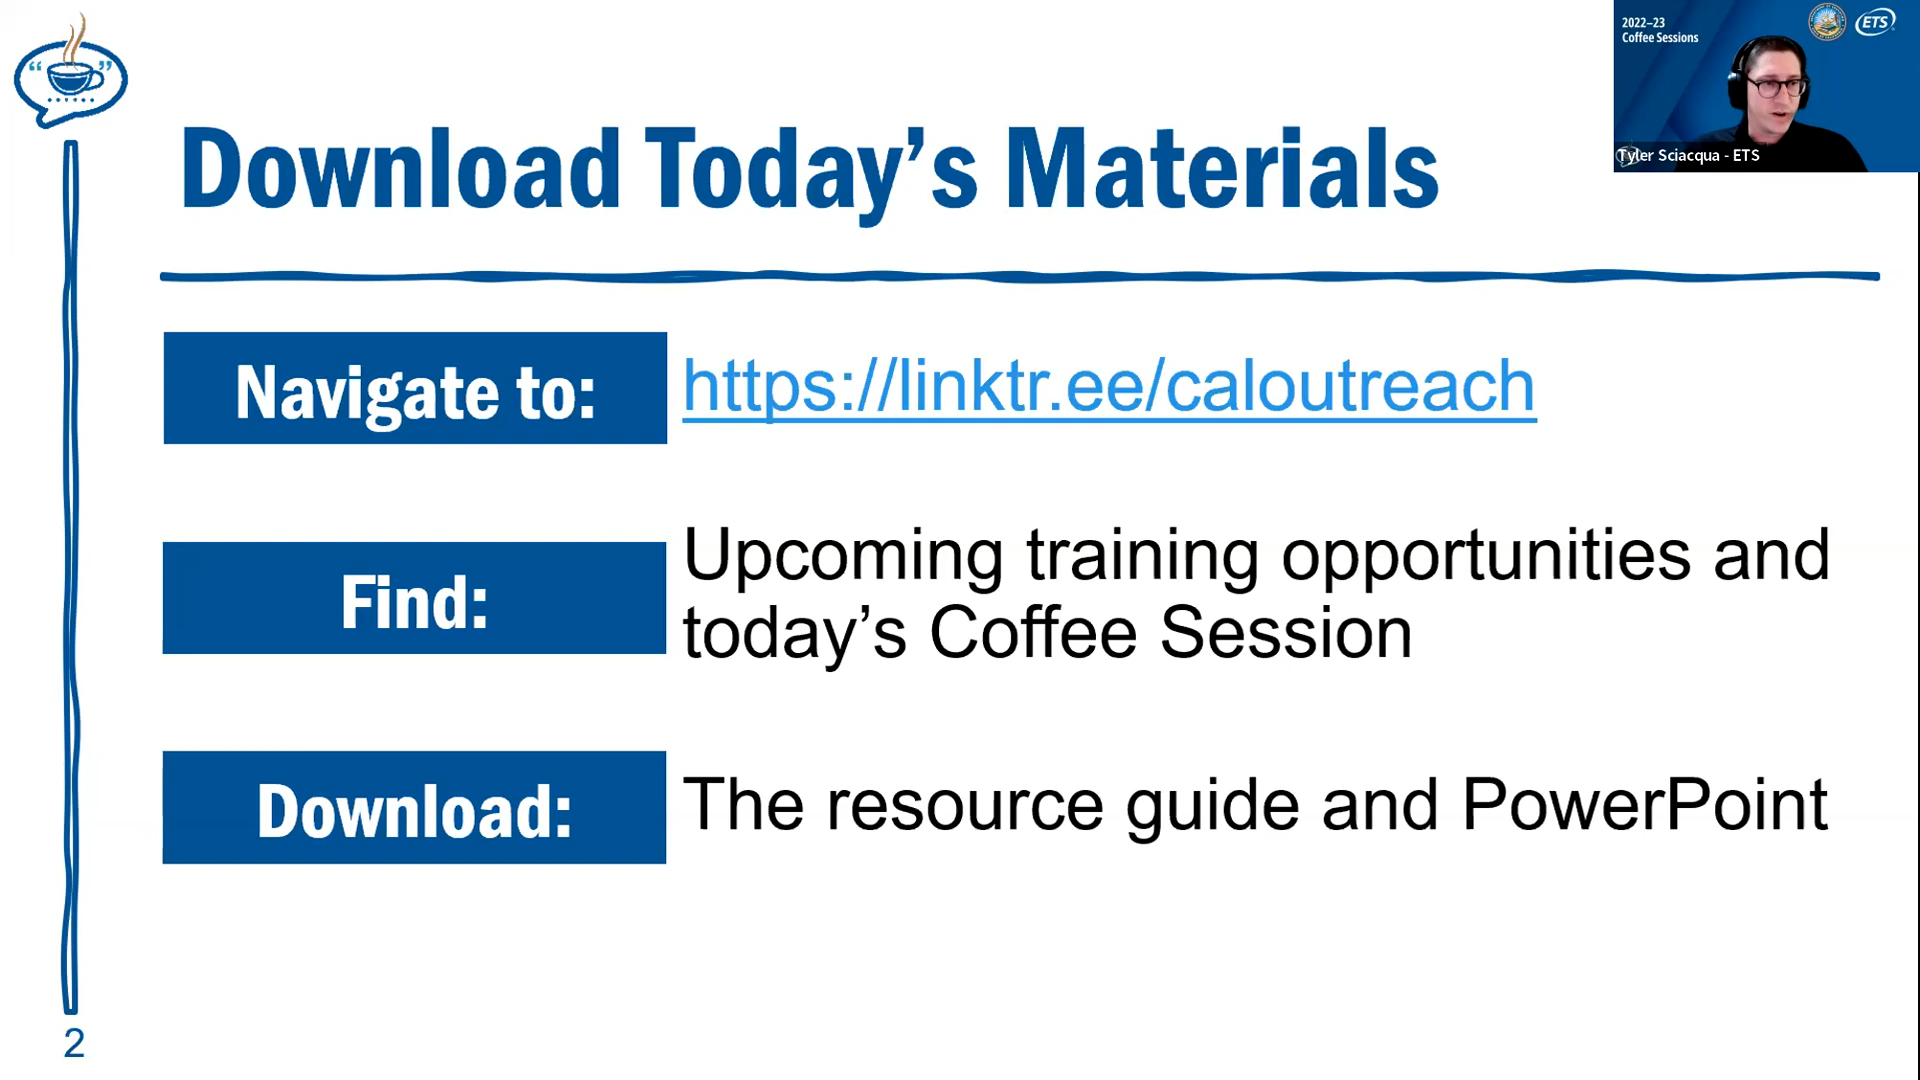 2022–23
Coffee Sessions
ETS
Tyler Sciacqua - ETS
Download Today’s Materials
Navigate to:
https://linktr.ee/caloutreach
Find:
Upcoming training opportunities and
today’s Coffee Session
Download:
The resource guide and PowerPoint
2